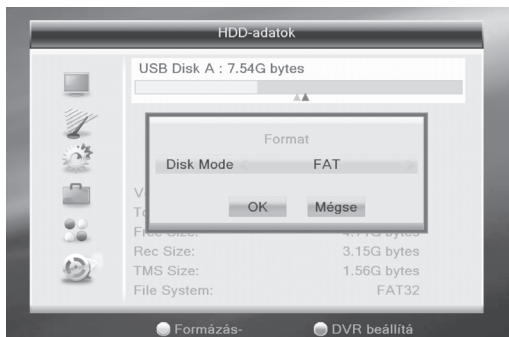 HDD-adatok
USB Disk A : 7.54G bytes
Format
Disk Mode FAT
OK Mégse
Rec Size: 3.15G bytes
TMS Size: 1.56G bytes
File System: FAT32
Formázás- DVR beállítá